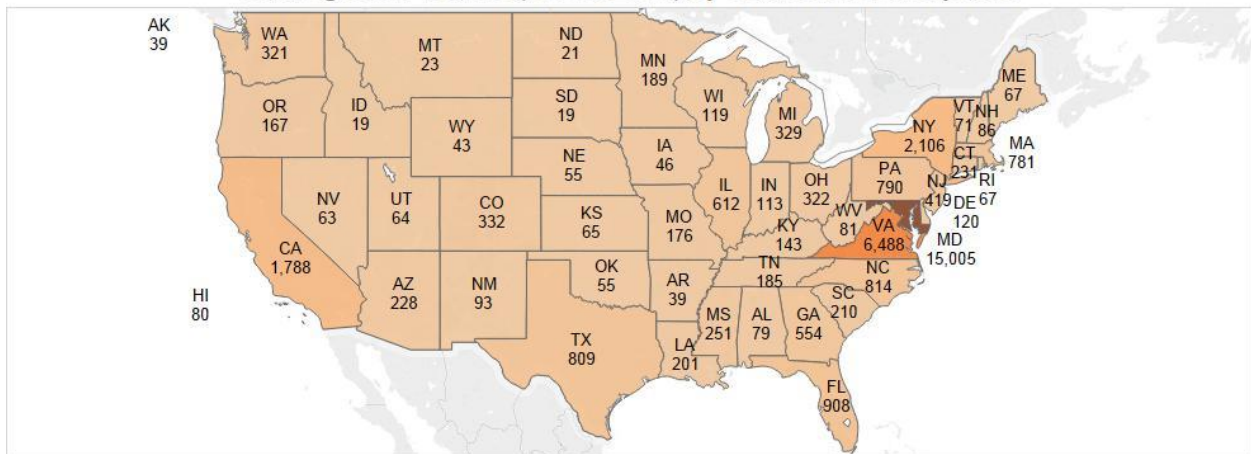 AK
39
WA
321
MT
23
ND
21
MN
189
ME
67
OR
167
ID
19
WY
43
SD
19
WI
119
MI
329
VT
71
NH
86
NY
2,106
MA
781
NV
63
UT
64
CO
332
NE
55
IA
46
IL
612
IN
113
OH
322
PA
790
CT
231
RI
67
NJ
419
DE
120
CA
1,788
KS
65
MO
176
KY
143
WV
81
VA
6,488
MD
15,005
HI
80
AZ
228
NM
93
OK
55
AR
39
TN
185
NC
814
SC
210
TX
809
LA
201
MS
251
AL
79
GA
554
FL
908